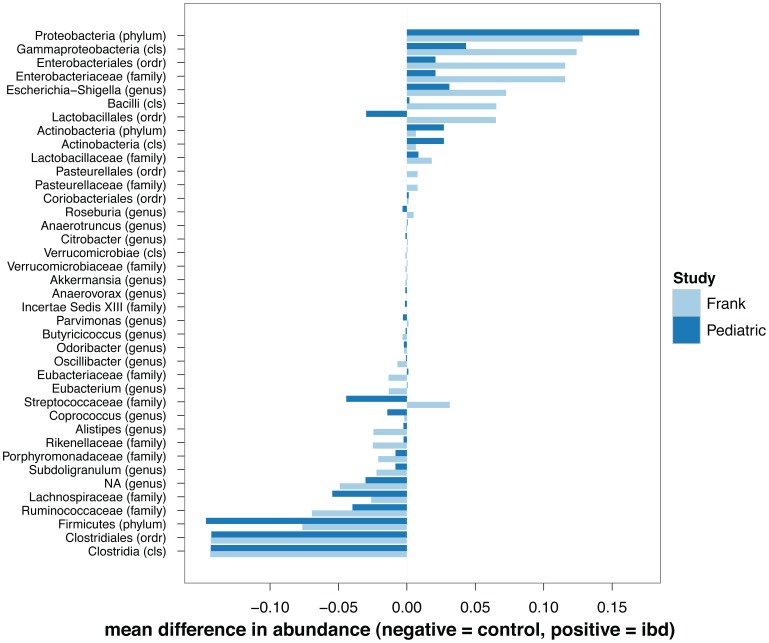 Proteobacteria (phylum)
Gammaproteobacteria (cls)
Enterobacteriales (ordr)
Enterobacteriaceae (family)
Escherichia−Shigella (genus)
Bacilli (cls)
Lactobacillales (ordr)
Actinobacteria (phylum)
Actinobacteria (cls)
Lactobacillaceae (family)
Pasteurellales (ordr)
Pasteurellaceae (family)
Coriobacteriales (ordr)
Roseburia (genus)
Anaerotruncus (genus)
Citrobacter (genus)
Verrucomicrobiae (cls)
Verrucomicrobiaceae (family)
Akkermansia (genus)
Anaerovorax (genus)
Incertae Sedis XIII (family)
Parvimonas (genus)
Butyricicoccus (genus)
Odoribacter (genus)
Oscillibacter (genus)
Eubacteriaceae (family)
Eubacterium (genus)
Streptococcaceae (family)
Coprococcus (genus)
Alistipes (genus)
Rikenellaceae (family)
Porphyromonadaceae (family)
Subdoligranulum (genus)
NA (genus)
Lachnospiraceae (family)
Ruminococcaceae (family)
Firmicutes (phylum)
Clostridiales (ordr)
Clostridia (cls)
−0.10 −0.05 0.00 0.05 0.10 0.15
mean difference in abundance (negative = control, positive = ibd)
Study
Frank
Pediatric